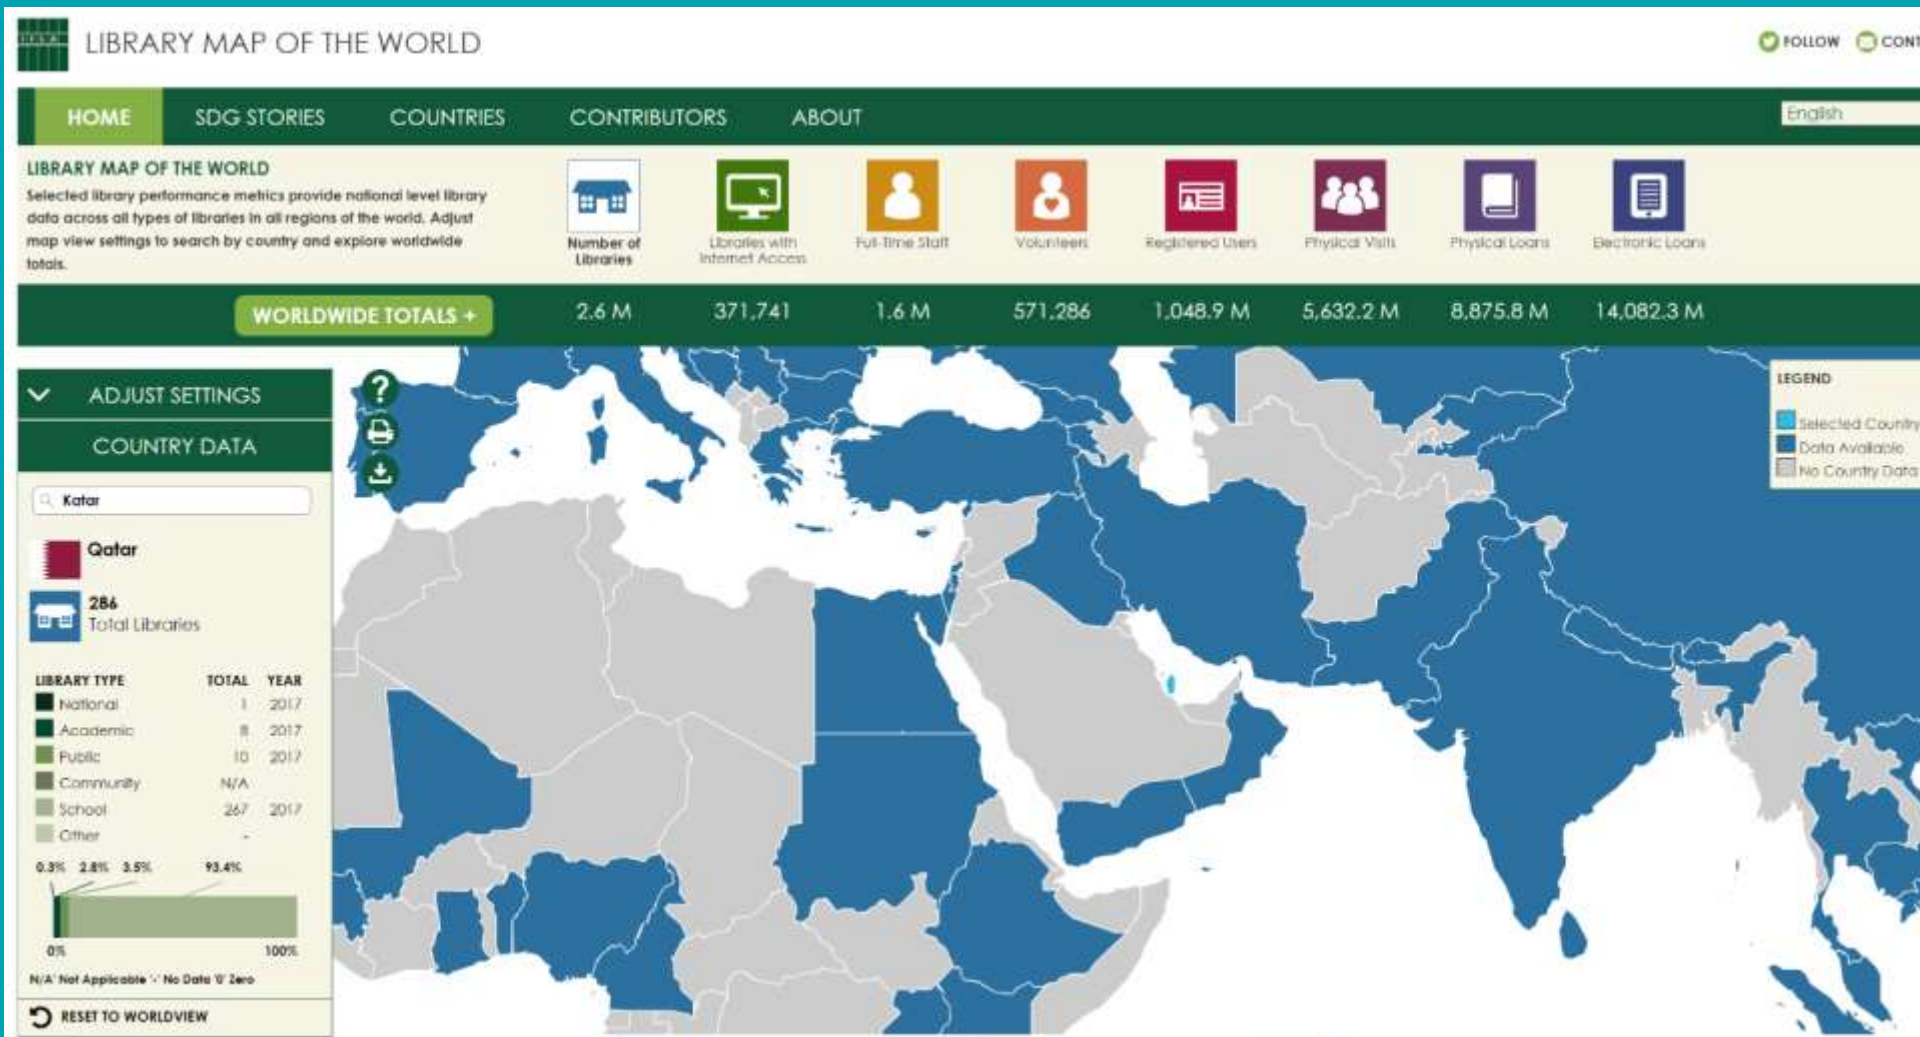 IFLA
LIBRARY MAP OF THE WORLD
FOLLOW
CONT
HOME
SDG STORIES
COUNTRIES
CONTRIBUTORS
ABOUT
English
LIBRARY MAP OF THE WORLD
Selected library performance metrics provide national level library
data across all types of libraries in all regions of the world. Adjust
map view settings to search by country and explore worldwide
totals.
Number of
Libraries
Libraries with
Internet Access
Full-Time Staff
Volunteers
Registered Users
Physical Visits
Physical Loans
Electronic Loans
WORLDWIDE TOTALS +
2.6 M
371,741
1.6 M
571,286
1,048.9 M
5,632.2 M
8,875.8 M
14,082.3 M
ADJUST SETTINGS
COUNTRY DATA
Katar
Qatar
286
Total Libraries
LIBRARY TYPE TOTAL YEAR
National 1 2017
Academic 8 2017
Public 10 2017
Community N/A
School 267 2017
Other -
0.3% 2.8% 3.5% 93.4%
0% 100%
N/A' Not Applicable '-' No Data '0' Zero
RESET TO WORLDVIEW
?
LEGEND
Selected Country
Data Available
No Country Data